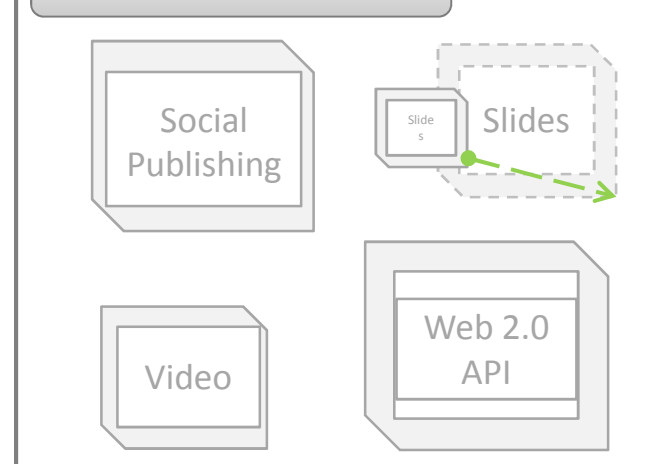 Social
Publishing
Slide
s
Slides
Video
Web 2.0
API